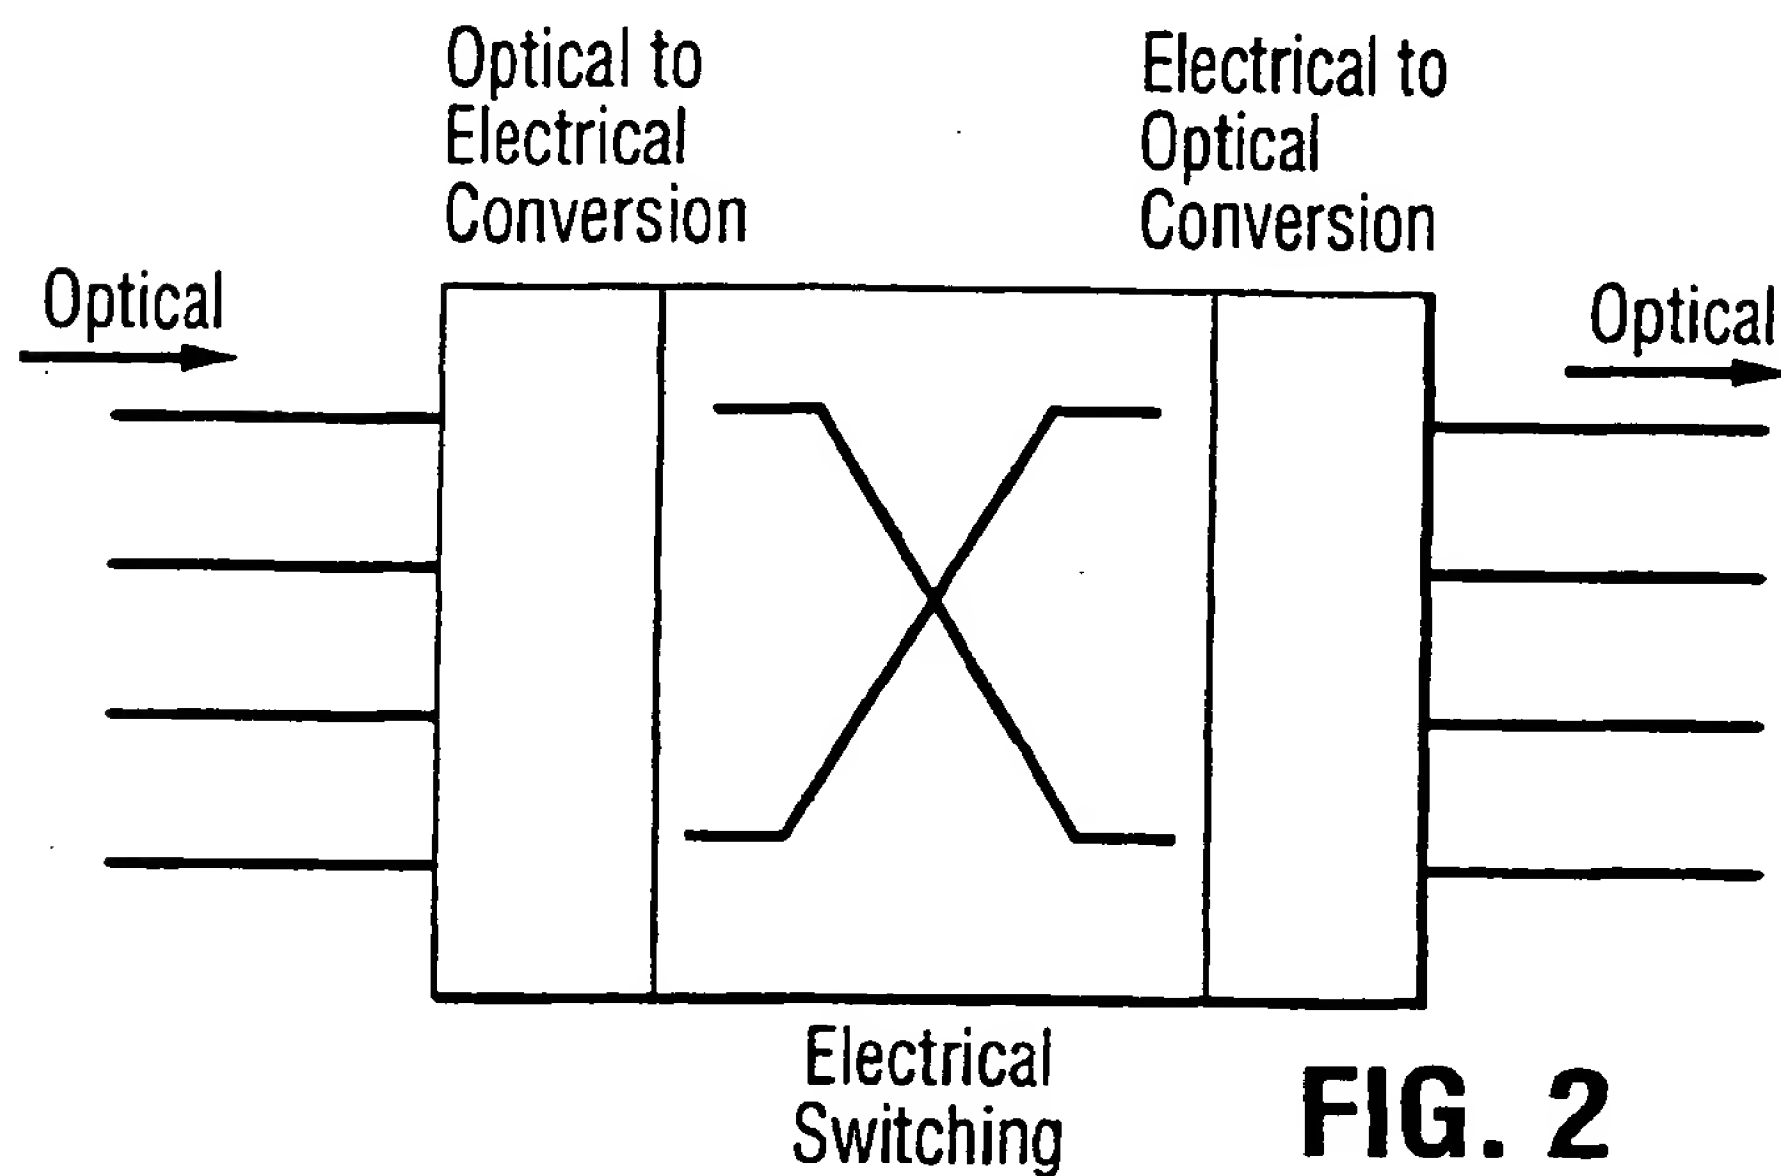 Optical to
Electrical
Conversion
Electrical to
Optical
Conversion
Optical
Optical
Electrical
Switching
FIG. 2